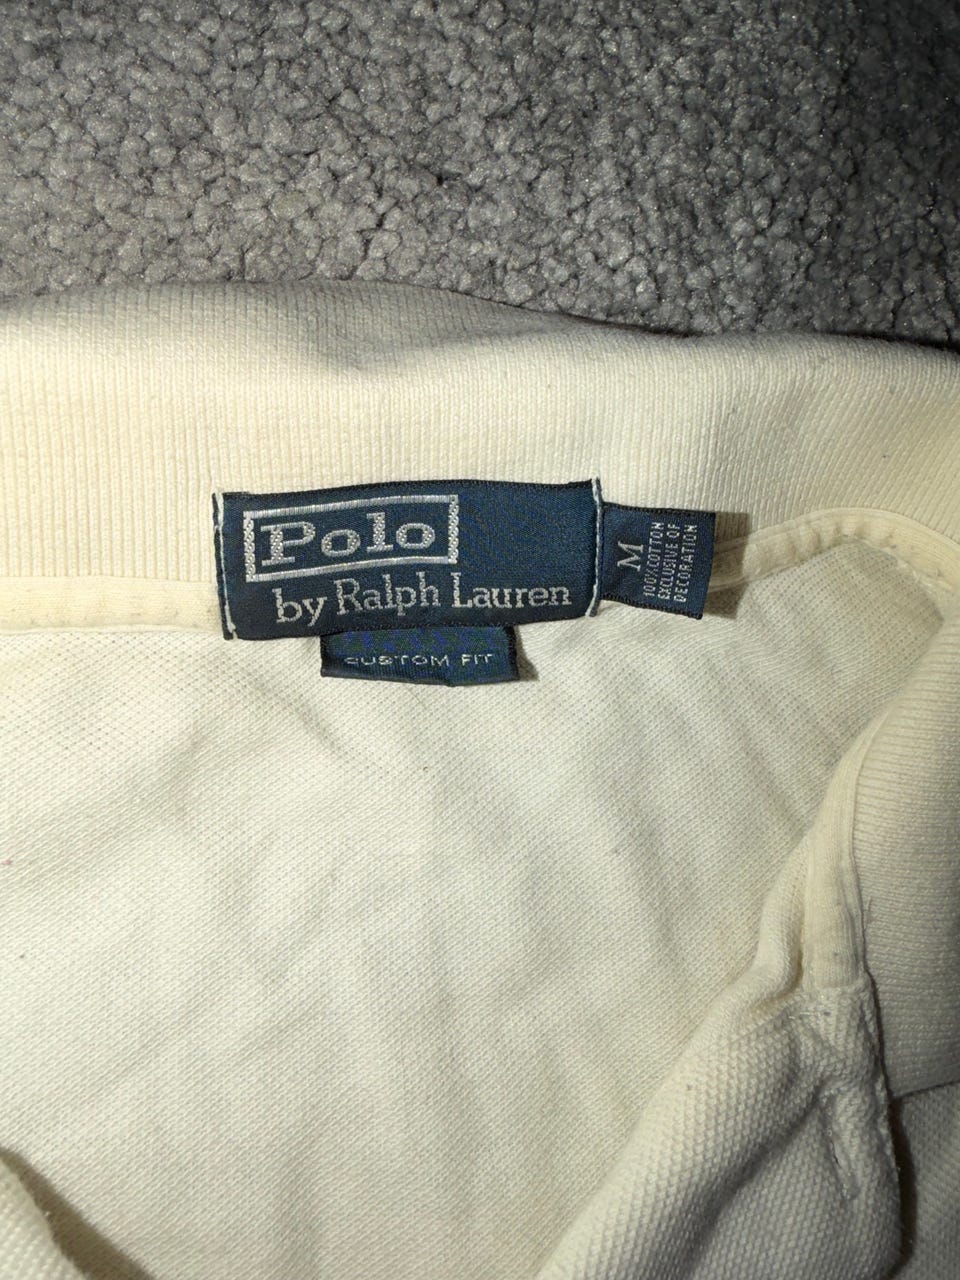 Polo
by Ralph Lauren
CUSTOM FIT
M
100% COTTON
EXCLUSIVE OF
DECORATION